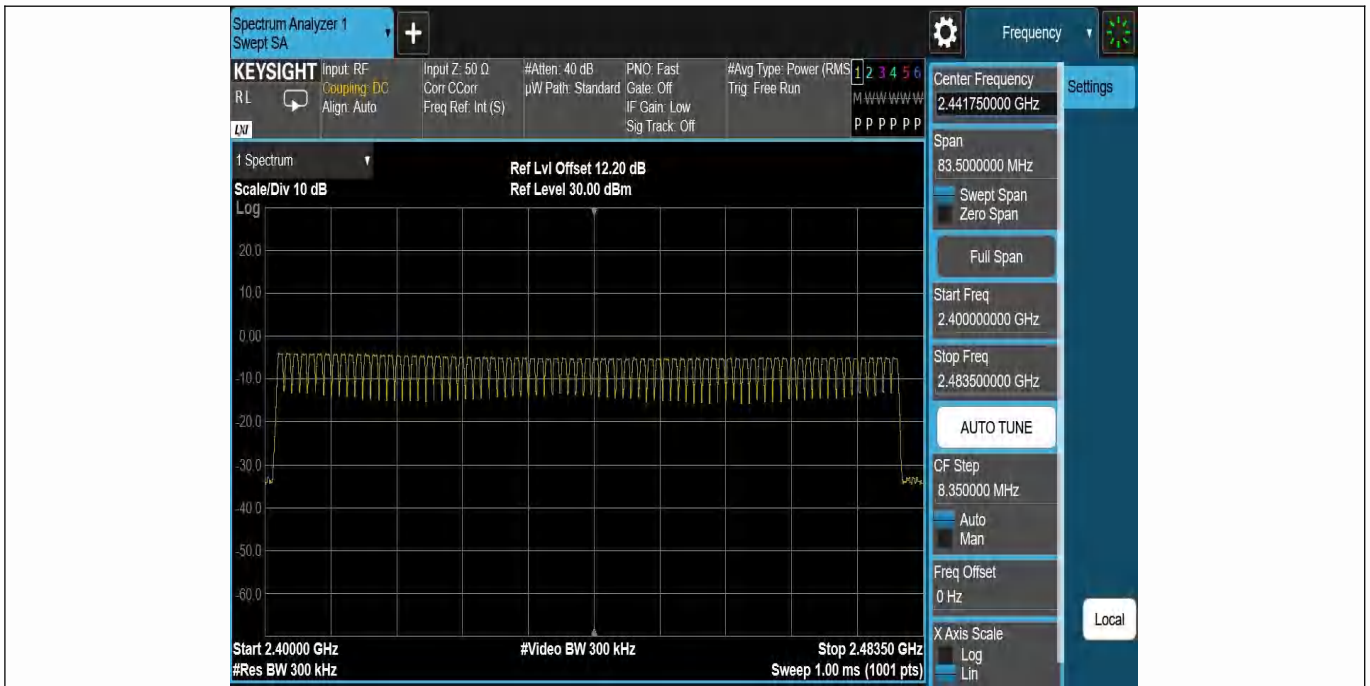 Spectrum Analyzer 1
Swept SA
+
Frequency
KEYSIGHT
RL
LXI
Input: RF
Coupling: DC
Align: Auto
Input Z: 50 Ω
Corr CCorr
Freq Ref: Int (S)
#Atten: 40 dB
µW Path: Standard
PNO: Fast
Gate: Off
IF Gain: Low
Sig Track: Off
#Avg Type: Power (RMS
Trig: Free Run
1 2 3 4 5 6
M W W W W W
P P P P P P
1 Spectrum
Scale/Div 10 dB
Log
Ref Lvl Offset 12.20 dB
Ref Level 30.00 dBm
20.0
10.0
0.00
-10.0
-20.0
-30.0
-40.0
-50.0
-60.0
Start 2.40000 GHz
#Res BW 300 kHz
#Video BW 300 kHz
Stop 2.48350 GHz
Sweep 1.00 ms (1001 pts)
Center Frequency
2.441750000 GHz
Settings
Span
83.5000000 MHz
Swept Span
Zero Span
Full Span
Start Freq
2.400000000 GHz
Stop Freq
2.483500000 GHz
AUTO TUNE
CF Step
8.350000 MHz
Auto
Man
Freq Offset
0 Hz
X Axis Scale
Log
Lin
Local